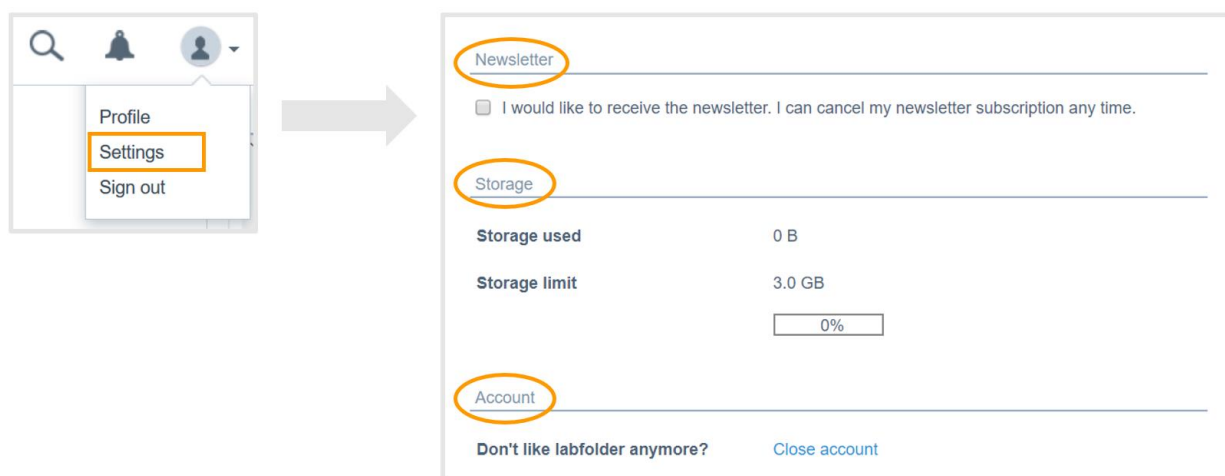 Profile
Settings
Sign out
Newsletter
I would like to receive the newsletter. I can cancel my newsletter subscription any time.
Storage
Storage used 0 B
Storage limit 3.0 GB
0%
Account
Don't like labfolder anymore? Close account